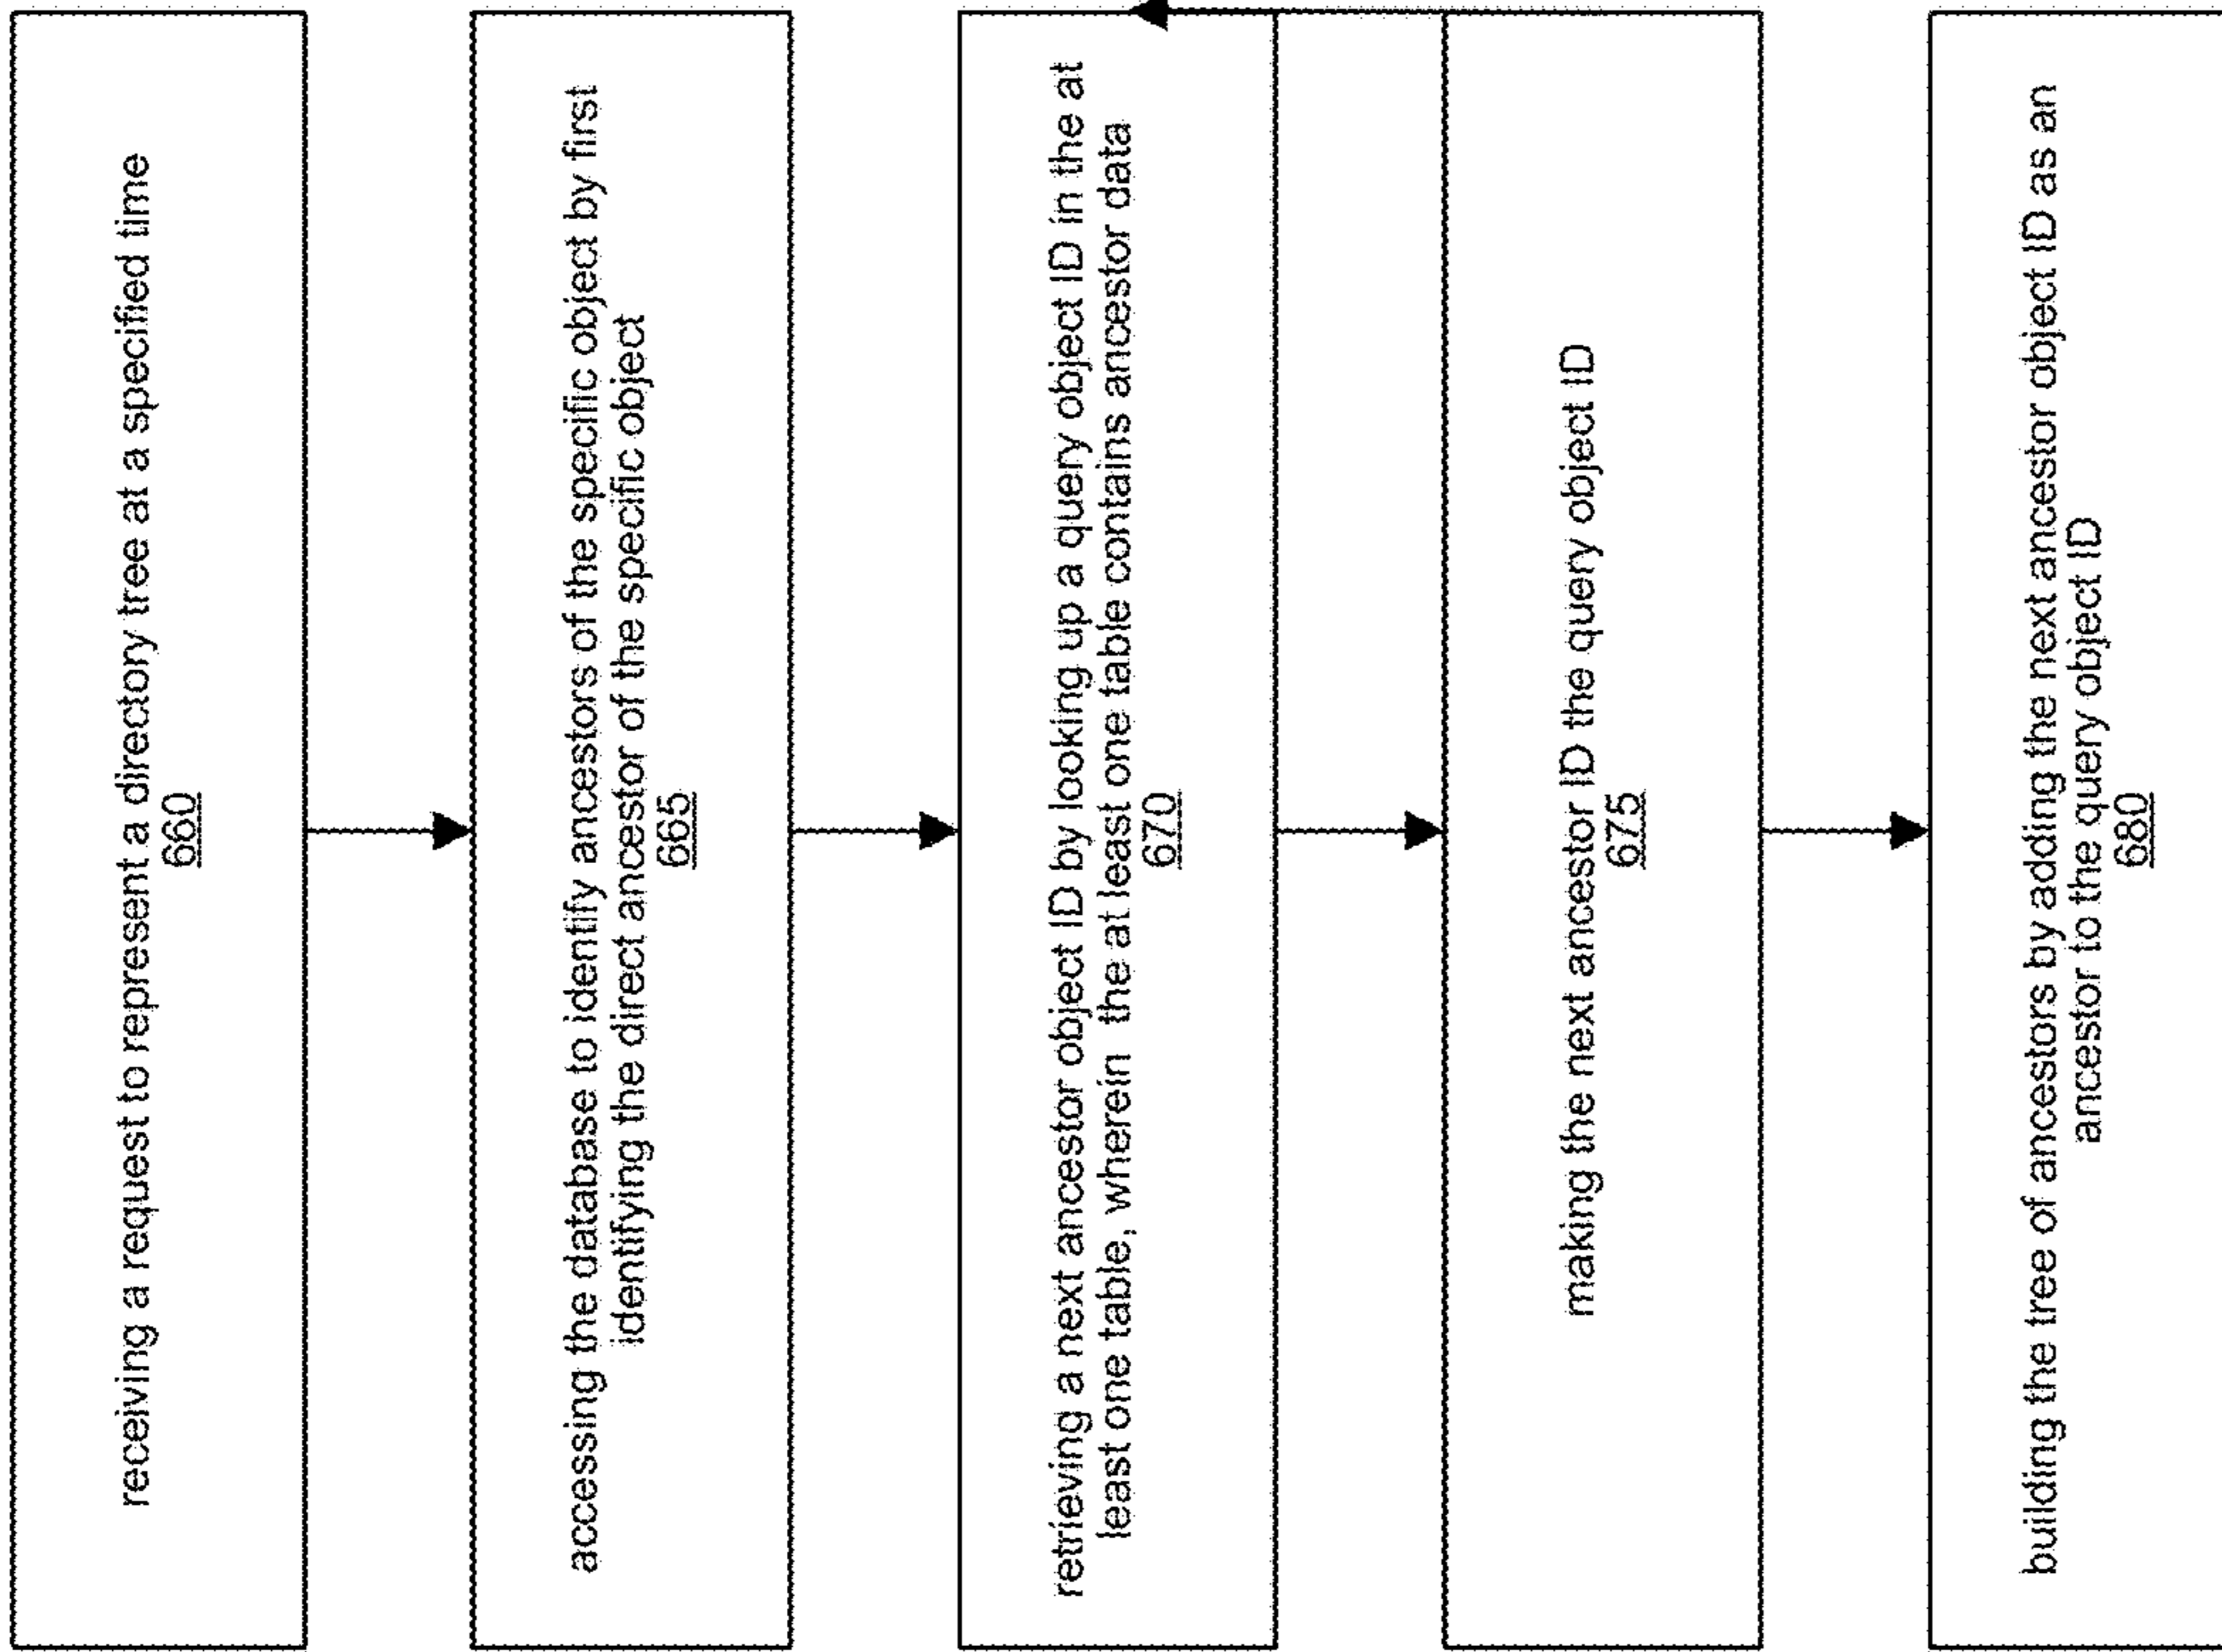 receiving a request to represent a directory tree at a specified time
660
accessing the database to identify ancestors of the specific object by first
identifying the direct ancestor of the specific object
665
retrieving a next ancestor object ID by looking up a query object ID in the at
least one table, wherein the at least one table contains ancestor data
670
making the next ancestor ID the query object ID
675
building the tree of ancestors by adding the next ancestor object ID as an
ancestor to the query object ID
680